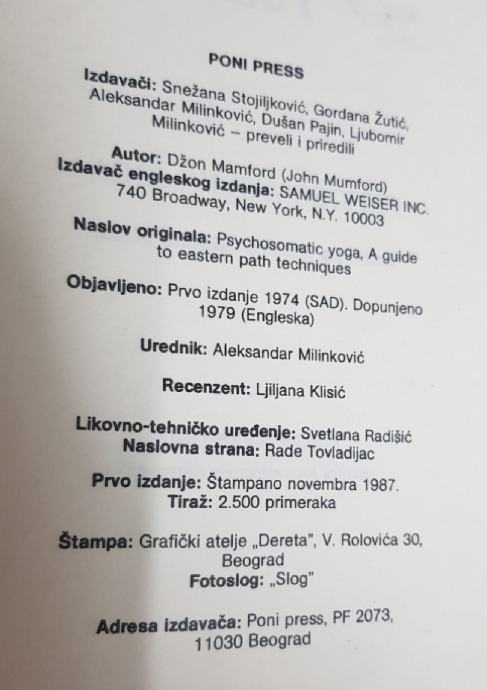 PONI PRESS
Izdavači: Snežana Stojiljković, Gordana Žutić,
Aleksandar Milinković, Dušan Pajin, Ljubomir
Milinković – preveli i priredili
Autor: Džon Mamford (John Mumford)
Izdavač engleskog izdanja: SAMUEL WEISER INC.
740 Broadway, New York, N.Y. 10003
Naslov originala: Psychosomatic yoga, A guide
to eastern path techniques
Objavljeno: Prvo izdanje 1974 (SAD). Dopunjeno
1979 (Engleska)
Urednik: Aleksandar Milinković
Recenzent: Ljiljana Klisić
Likovno-tehničko uređenje: Svetlana Radišić
Naslovna strana: Rade Tovladijac
Prvo izdanje: Štampano novembra 1987.
Tiraž: 2.500 primeraka
Štampa: Grafički atelje „Dereta", V. Rolovića 30,
Beograd
Fotoslog: „Slog"
Adresa izdavača: Poni press, PF 2073,
11030 Beograd